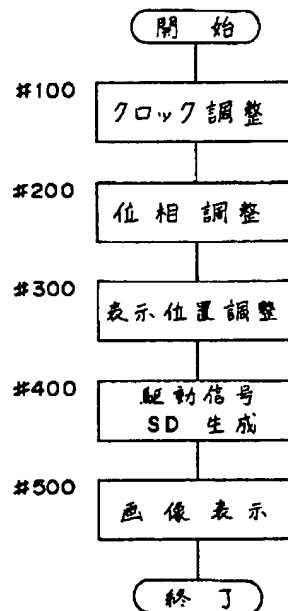 開始
#100
クロック調整
#200
位相調整
#300
表示位置調整
#400
駆動信号
SD 生成
#500
画像表示
終了